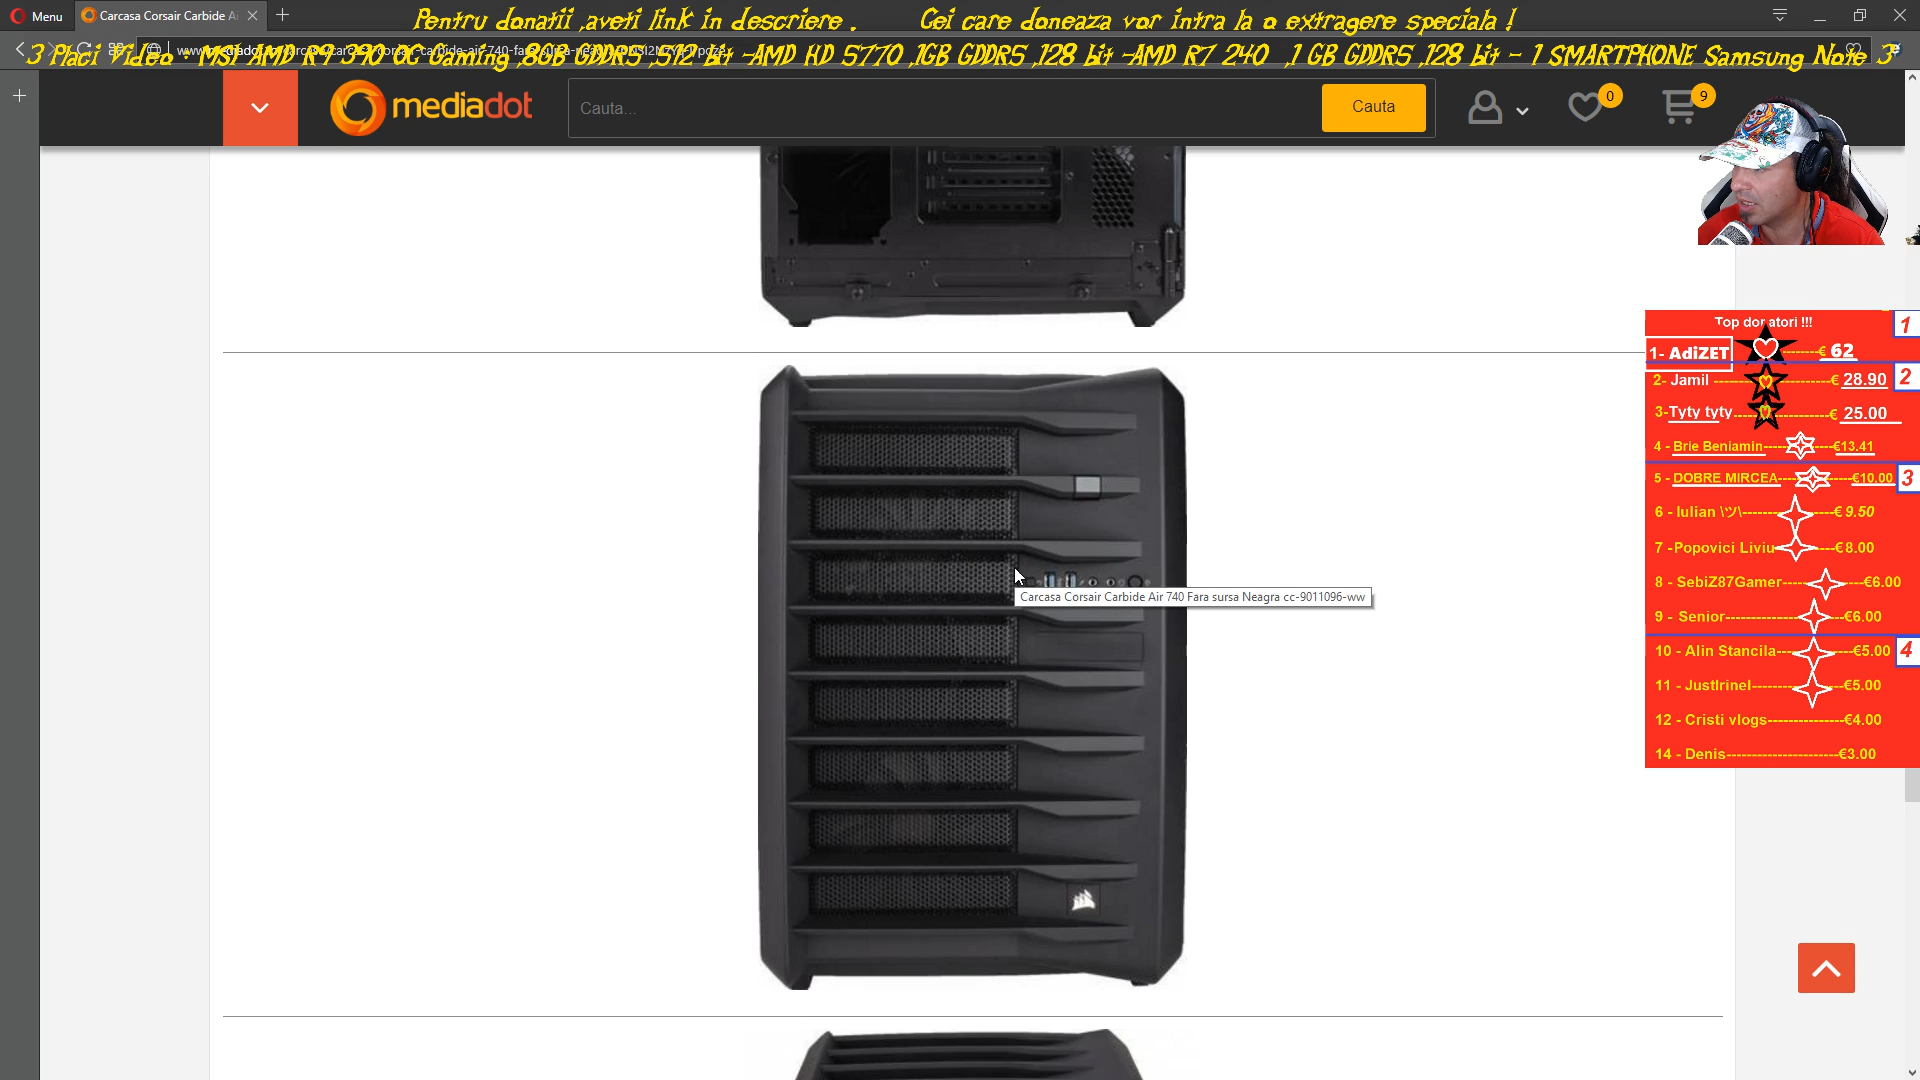 Menu
Carcasa Corsair Carbide Ai
Pentru donatii ,aveti link in descriere . Cei care doneaza vor intra la o extragere speciala !
3 Placi Video - MSI AMD R9 390 OC Gaming ,8GB GDDR5 ,512 bit -AMD HD 5770 ,1GB GDDR5 ,128 bit -AMD R7 240 ,1 GB GDDR5 ,128 bit - 1 SMARTPHONE Samsung Note 3
mediadot
Cauta...
Cauta
0
9
Top donatori !!!
1
1- AdiZET € 62
2- Jamil € 28.90
2
3-Tyty tyty € 25.00
4 - Brie Beniamin €13.41
5 - DOBRE MIRCEA €10.00
3
6 - Iulian \ツ\ € 9.50
7 -Popovici Liviu €8.00
8 - SebiZ87Gamer €6.00
9 - Senior €6.00
10 - Alin Stancila €5.00
4
11 - JustIrinel €5.00
12 - Cristi vlogs €4.00
14 - Denis €3.00
Carcasa Corsair Carbide Air 740 Fara sursa Neagra cc-9011096-ww